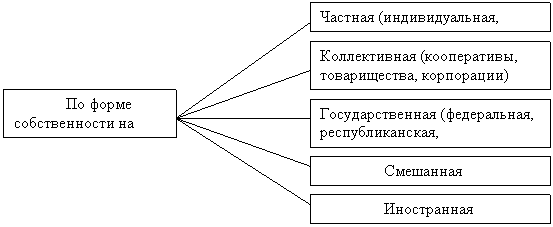 По форме
собственности на
Частная (индивидуальная,
Коллективная (кооперативы,
товарищества, корпорации)
Государственная (федеральная,
республиканская,
Смешанная
Иностранная